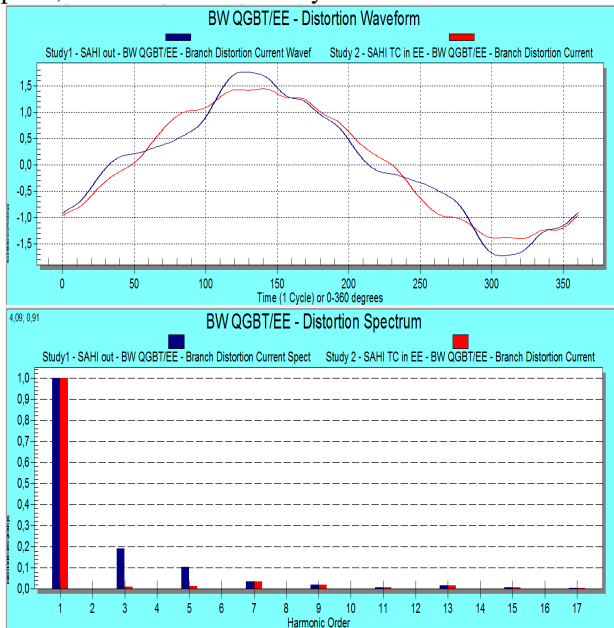 BW QGBT/EE - Distortion Waveform
Study1 - SAHI out - BW QGBT/EE - Branch Distortion Current Wavef
Study 2 - SAHI TC in EE - BW QGBT/EE - Branch Distortion Current
1,5
1,0
0,5
0,0
-0,5
-1,0
-1,5
0 50 100 150 200 250 300 350
Time (1 Cycle) or 0-360 degrees
4,09; 0,91
BW QGBT/EE - Distortion Spectrum
Study1 - SAHI out - BW QGBT/EE - Branch Distortion Current Spect
Study 2 - SAHI TC in EE - BW QGBT/EE - Branch Distortion Current
1,0
0,9
0,8
0,7
0,6
0,5
0,4
0,3
0,2
0,1
0,0
1 2 3 4 5 6 7 8 9 10 11 12 13 14 15 16 17
Harmonic Order